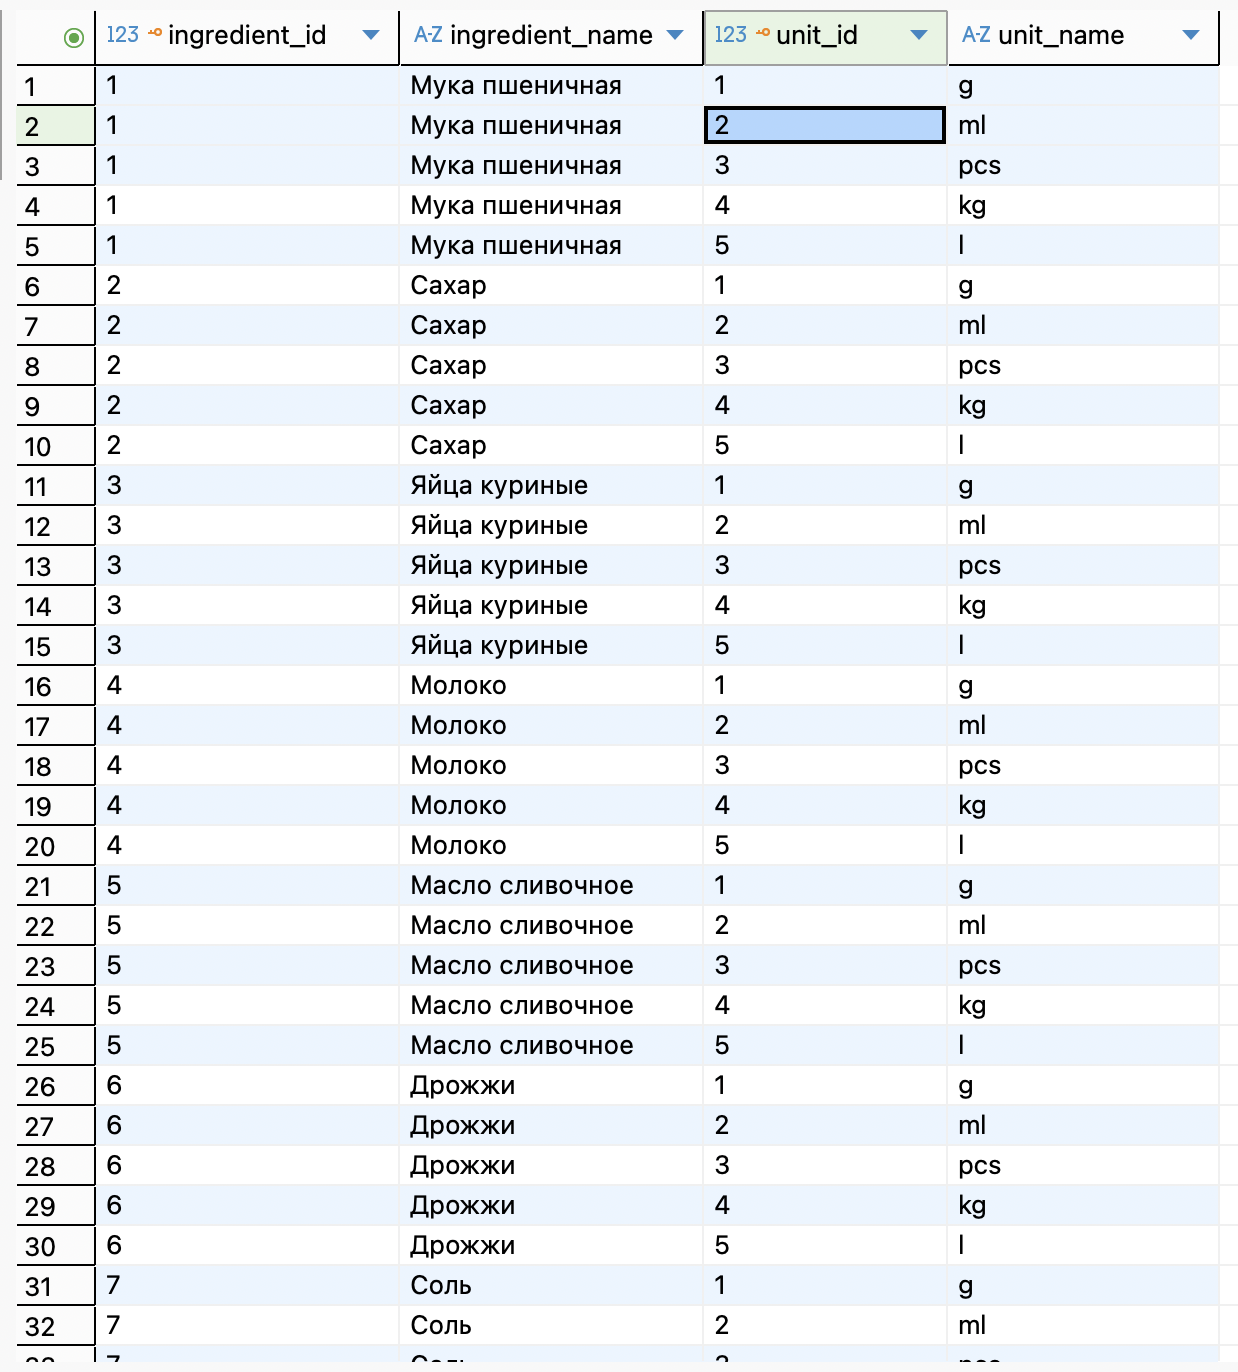 123 ingredient_id A-Z ingredient_name 123 unit_id A-Z unit_name
1 1 Мука пшеничная 1 g
2 1 Мука пшеничная 2 ml
3 1 Мука пшеничная 3 pcs
4 1 Мука пшеничная 4 kg
5 1 Мука пшеничная 5 l
6 2 Сахар 1 g
7 2 Сахар 2 ml
8 2 Сахар 3 pcs
9 2 Сахар 4 kg
10 2 Сахар 5 l
11 3 Яйца куриные 1 g
12 3 Яйца куриные 2 ml
13 3 Яйца куриные 3 pcs
14 3 Яйца куриные 4 kg
15 3 Яйца куриные 5 l
16 4 Молоко 1 g
17 4 Молоко 2 ml
18 4 Молоко 3 pcs
19 4 Молоко 4 kg
20 4 Молоко 5 l
21 5 Масло сливочное 1 g
22 5 Масло сливочное 2 ml
23 5 Масло сливочное 3 pcs
24 5 Масло сливочное 4 kg
25 5 Масло сливочное 5 l
26 6 Дрожжи 1 g
27 6 Дрожжи 2 ml
28 6 Дрожжи 3 pcs
29 6 Дрожжи 4 kg
30 6 Дрожжи 5 l
31 7 Соль 1 g
32 7 Соль 2 ml